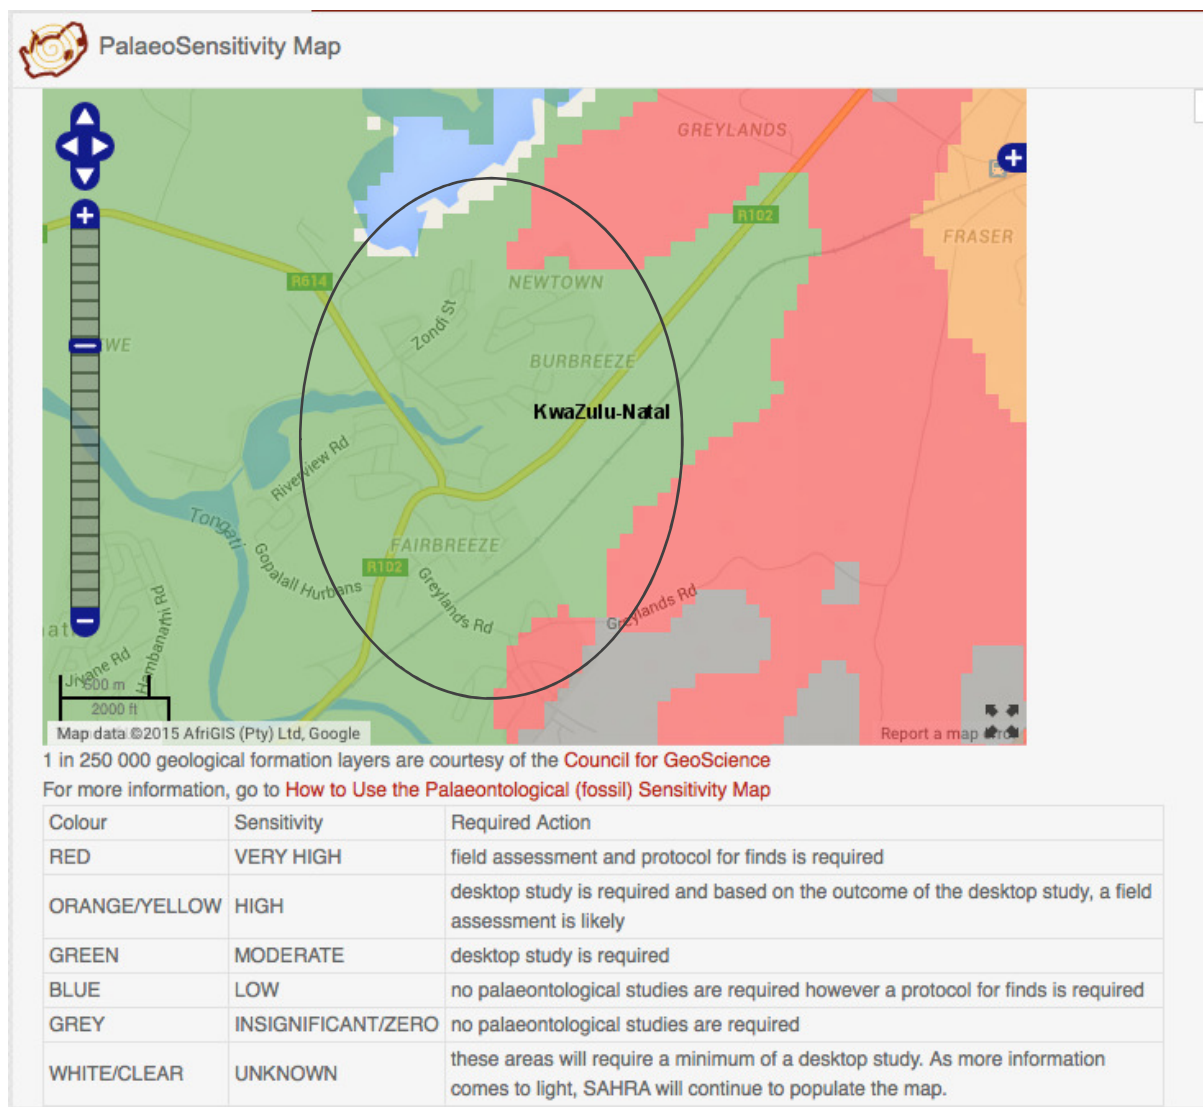 PalaeoSensitivity Map
GREYLANDS
R102
FRASER
R614
NEWTOWN
Zondi St
BURBREEZE
KwaZulu-Natal
Riverview Rd
Tongati
FAIRBREEZE
R102
Gopalall Hurbans
Greylands Rd
Greylands Rd
Hambanathi Rd
Jiyane Rd
500 m
2000 ft
Map data ©2015 AfriGIS (Pty) Ltd, Google
Report a map error
1 in 250 000 geological formation layers are courtesy of the Council for GeoScience
For more information, go to How to Use the Palaeontological (fossil) Sensitivity Map
Colour Sensitivity Required Action
RED VERY HIGH field assessment and protocol for finds is required
ORANGE/YELLOW HIGH desktop study is required and based on the outcome of the desktop study, a field
assessment is likely
GREEN MODERATE desktop study is required
BLUE LOW no palaeontological studies are required however a protocol for finds is required
GREY INSIGNIFICANT/ZERO no palaeontological studies are required
WHITE/CLEAR UNKNOWN these areas will require a minimum of a desktop study. As more information
comes to light, SAHRA will continue to populate the map.